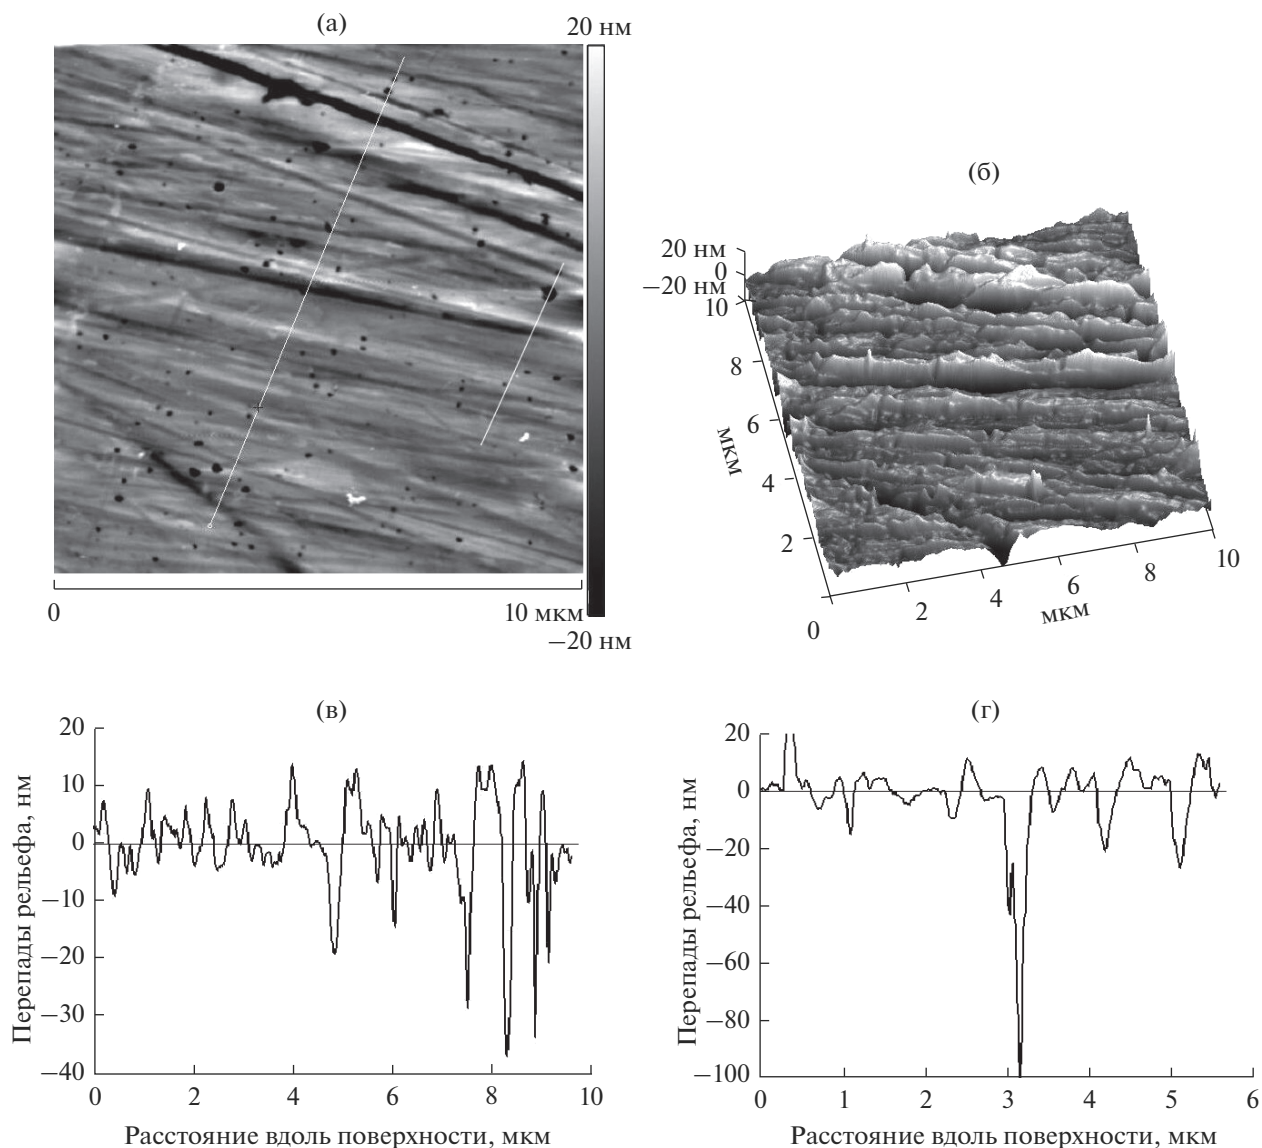 (а)
20 нм
0
10 мкм
−20 нм
(б)
20 нм
0
−20 нм
10
8
6
4
2
0
мкм
2
4
6
8
10
мкм
(в)
20
10
0
−10
−20
−30
−40
0 2 4 6 8 10
Перепады рельефа, нм
Расстояние вдоль поверхности, мкм
(г)
20
0
−20
−40
−60
−80
−100
0 1 2 3 4 5 6
Перепады рельефа, нм
Расстояние вдоль поверхности, мкм